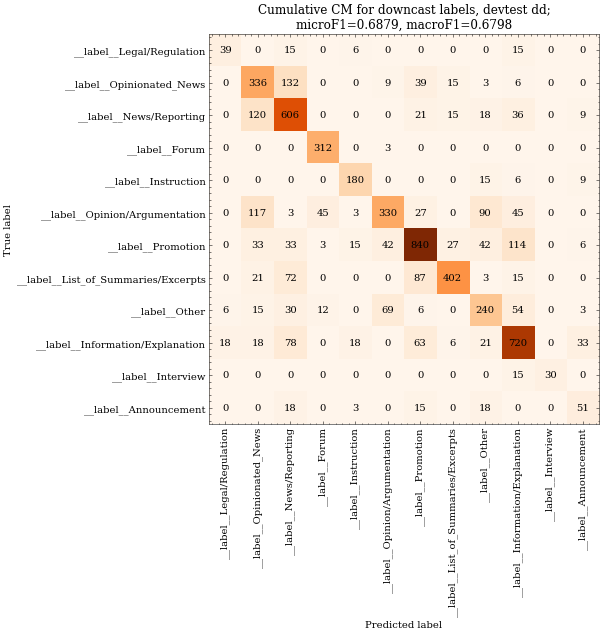 Cumulative CM for downcast labels, devtest dd;
microF1=0.6879, macroF1=0.6798
__label__Legal/Regulation 39 0 15 0 6 0 0 0 0 15 0 0
__label__Opinionated_News 0 336 132 0 0 9 39 15 3 6 0 0
__label__News/Reporting 0 120 606 0 0 0 21 15 18 36 0 9
__label__Forum 0 0 0 312 0 3 0 0 0 0 0 0
__label__Instruction 0 0 0 0 180 0 0 0 15 6 0 9
__label__Opinion/Argumentation 0 117 3 45 3 330 27 0 90 45 0 0
__label__Promotion 0 33 33 3 15 42 840 27 42 114 0 6
__label__List_of_Summaries/Excerpts 0 21 72 0 0 0 87 402 3 15 0 0
__label__Other 6 15 30 12 0 69 6 0 240 54 0 3
__label__Information/Explanation 18 18 78 0 18 0 63 6 21 720 0 33
__label__Interview 0 0 0 0 0 0 0 0 0 15 30 0
__label__Announcement 0 0 18 0 3 0 15 0 18 0 0 51
True label
__label__Legal/Regulation
__label__Opinionated_News
__label__News/Reporting
__label__Forum
__label__Instruction
__label__Opinion/Argumentation
__label__Promotion
__label__List_of_Summaries/Excerpts
__label__Other
__label__Information/Explanation
__label__Interview
__label__Announcement
Predicted label